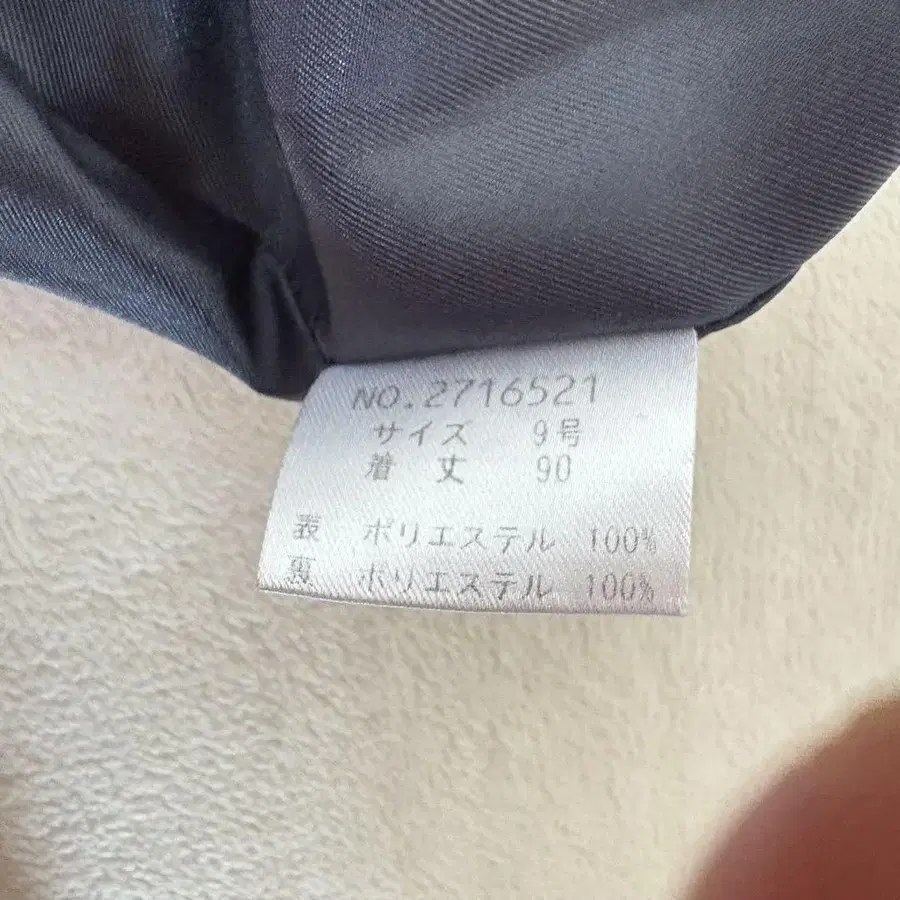 NO.2716521
サイズ 9号
着丈 90
表 ポリエステル 100%
裏 ポリエステル 100%